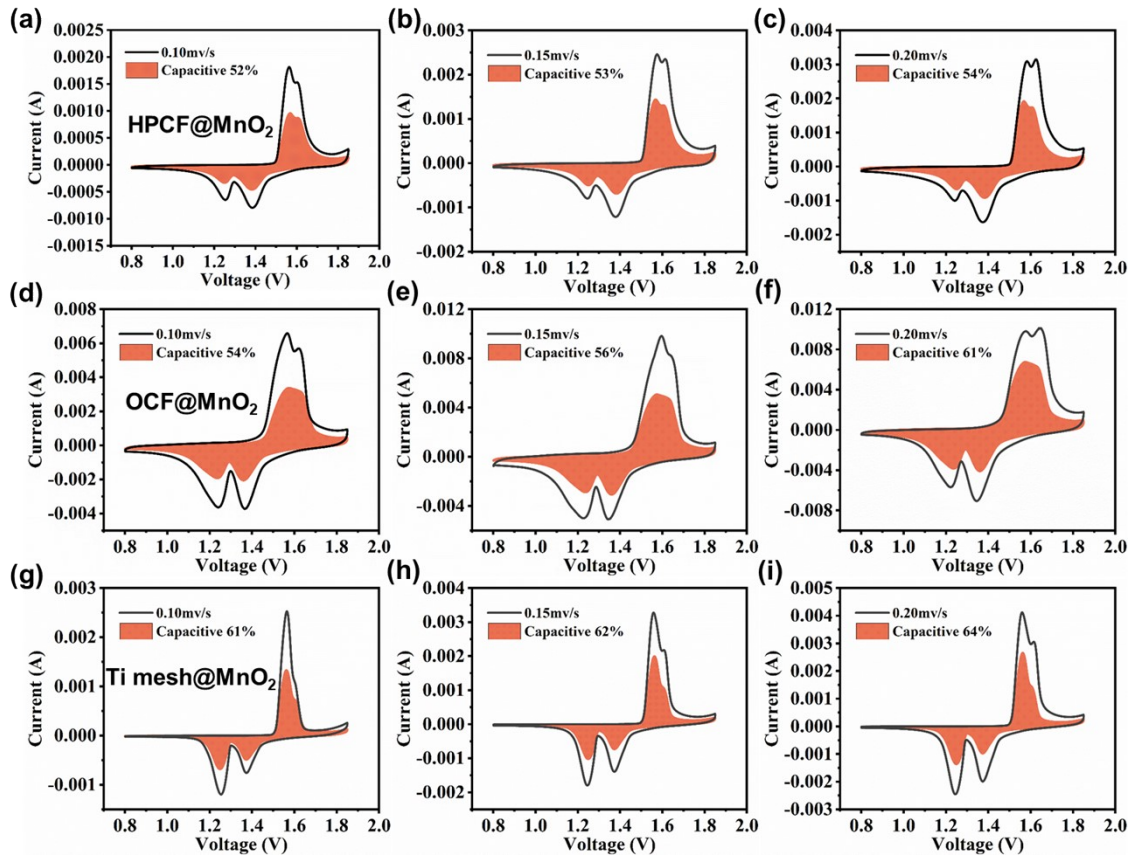 (a)
0.0025
0.0020
0.0015
0.0010
0.0005
0.0000
-0.0005
-0.0010
-0.0015
Current (A)
0.10mv/s
Capacitive 52%
HPCF@MnO2
0.8 1.0 1.2 1.4 1.6 1.8 2.0
Voltage (V)
(b)
0.003
0.002
0.001
0.000
-0.001
-0.002
Current (A)
0.15mv/s
Capacitive 53%
0.8 1.0 1.2 1.4 1.6 1.8 2.0
Voltage (V)
(c)
0.004
0.003
0.002
0.001
0.000
-0.001
-0.002
Current (A)
0.20mv/s
Capacitive 54%
0.8 1.0 1.2 1.4 1.6 1.8 2.0
Voltage (V)
(d)
0.008
0.006
0.004
0.002
0.000
-0.002
-0.004
Current (A)
0.10mv/s
Capacitive 54%
OCF@MnO2
0.8 1.0 1.2 1.4 1.6 1.8 2.0
Voltage (V)
(e)
0.012
0.008
0.004
0.000
-0.004
Current (A)
0.15mv/s
Capacitive 56%
0.8 1.0 1.2 1.4 1.6 1.8 2.0
Voltage (V)
(f)
0.012
0.008
0.004
0.000
-0.004
-0.008
Current (A)
0.20mv/s
Capacitive 61%
0.8 1.0 1.2 1.4 1.6 1.8 2.0
Voltage (V)
(g)
0.003
0.002
0.001
0.000
-0.001
Current (A)
0.10mv/s
Capacitive 61%
Ti mesh@MnO2
0.8 1.0 1.2 1.4 1.6 1.8 2.0
Voltage (V)
(h)
0.004
0.003
0.002
0.001
0.000
-0.001
-0.002
Current (A)
0.15mv/s
Capacitive 62%
0.8 1.0 1.2 1.4 1.6 1.8 2.0
Voltage (V)
(i)
0.005
0.004
0.003
0.002
0.001
0.000
-0.001
-0.002
-0.003
Current (A)
0.20mv/s
Capacitive 64%
0.8 1.0 1.2 1.4 1.6 1.8 2.0
Voltage (V)